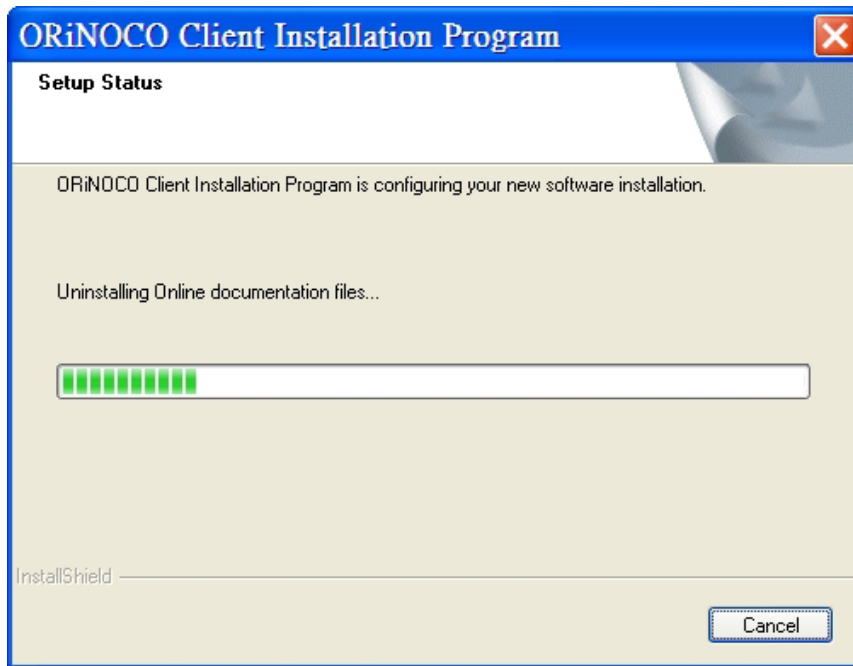 ORiNOCO Client Installation Program
Setup Status
ORiNOCO Client Installation Program is configuring your new software installation.
Uninstalling Online documentation files...
InstallShield
Cancel